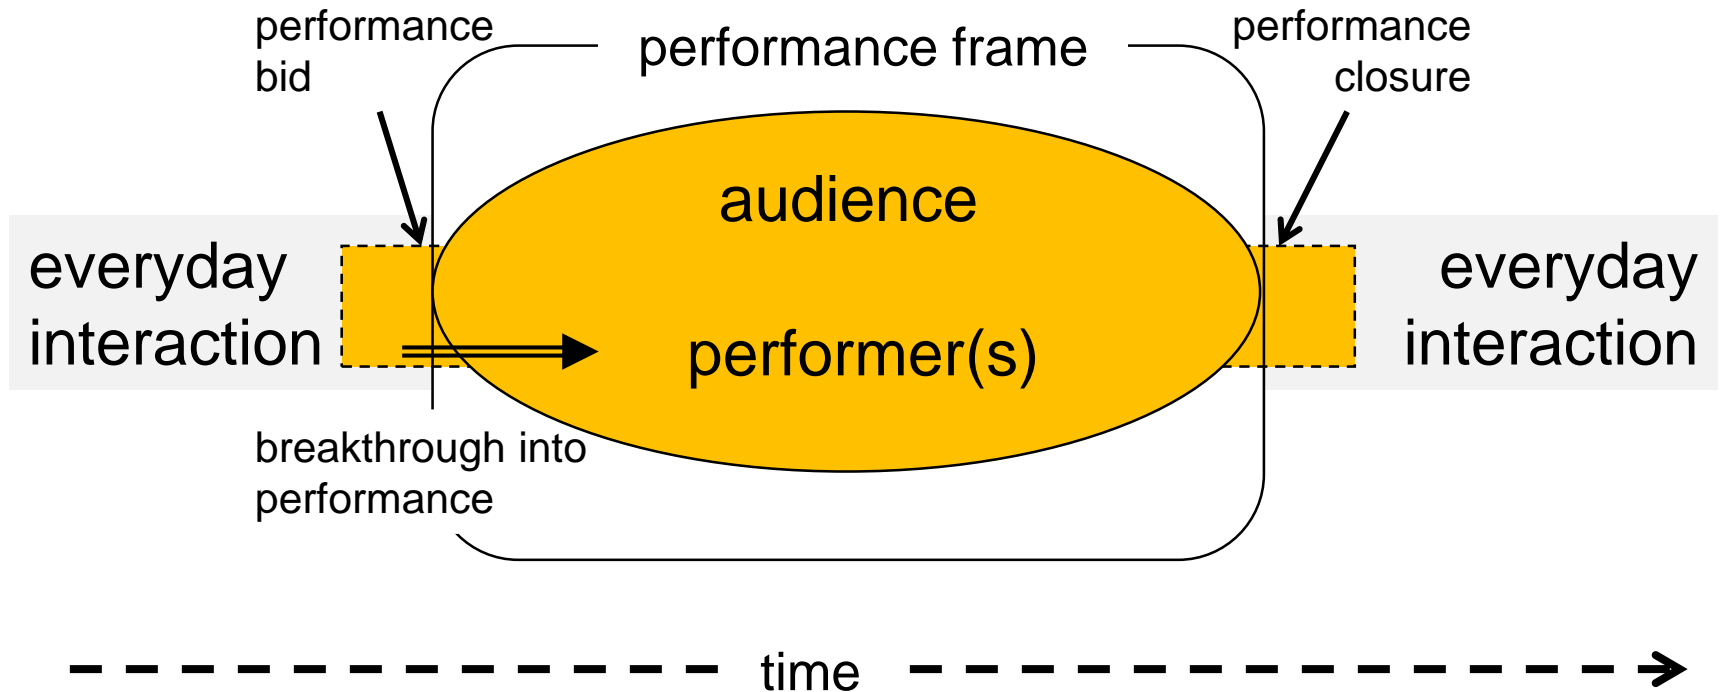 performance
bid
performance frame
performance
closure
audience
everyday
interaction
performer(s)
everyday
interaction
breakthrough into
performance
time